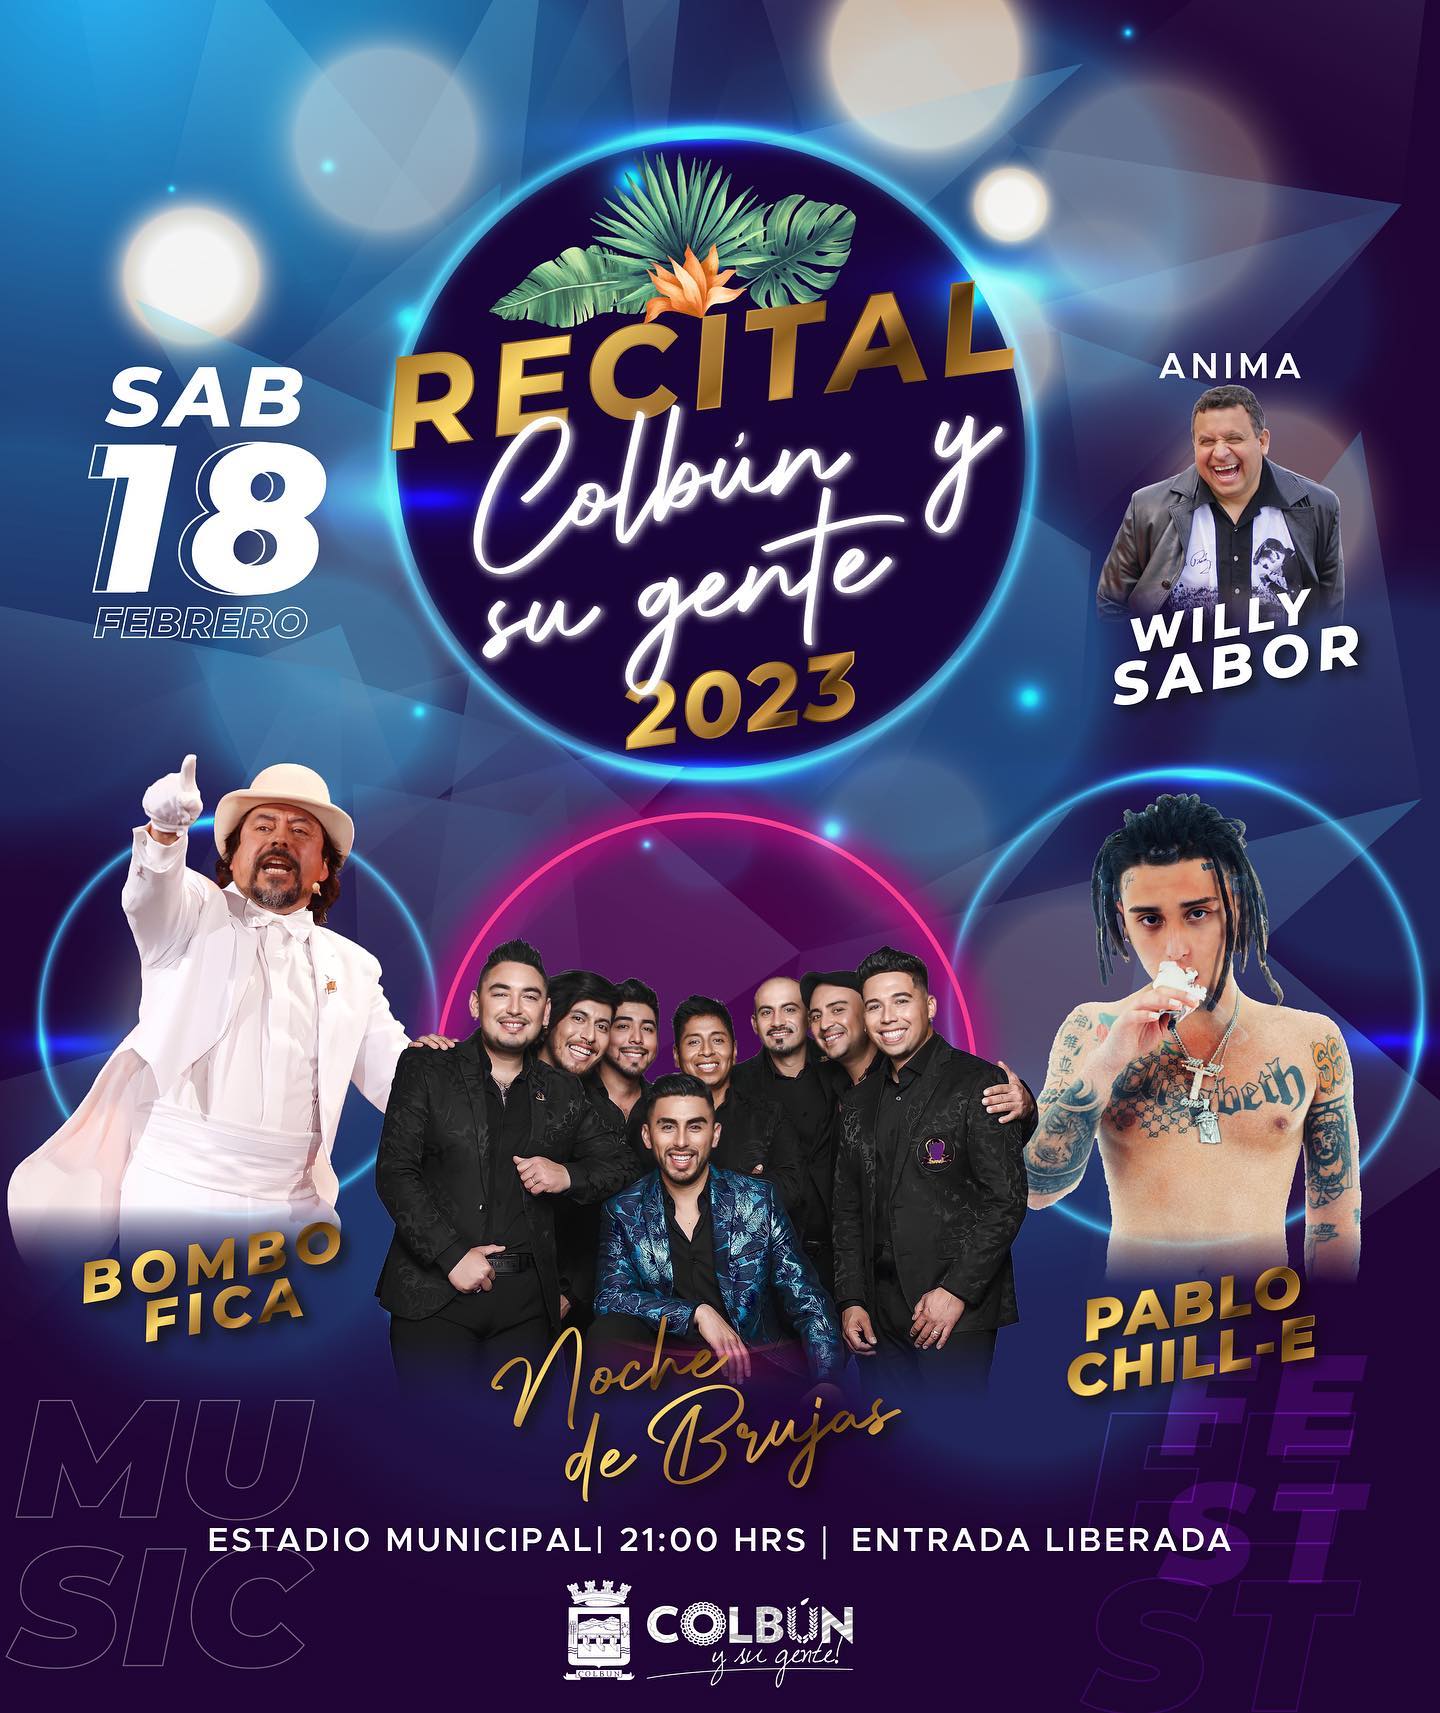 RECITAL
Colbún y
su gente
2023
SAB
18
FEBRERO
ANIMA
WILLY
SABOR
BOMBO
FICA
Noche
de Brujas
PABLO
CHILL-E
MU
SIC
FE
ST
ESTADIO MUNICIPAL| 21:00 HRS | ENTRADA LIBERADA
COLBUN
COLBÚN
y su gente!